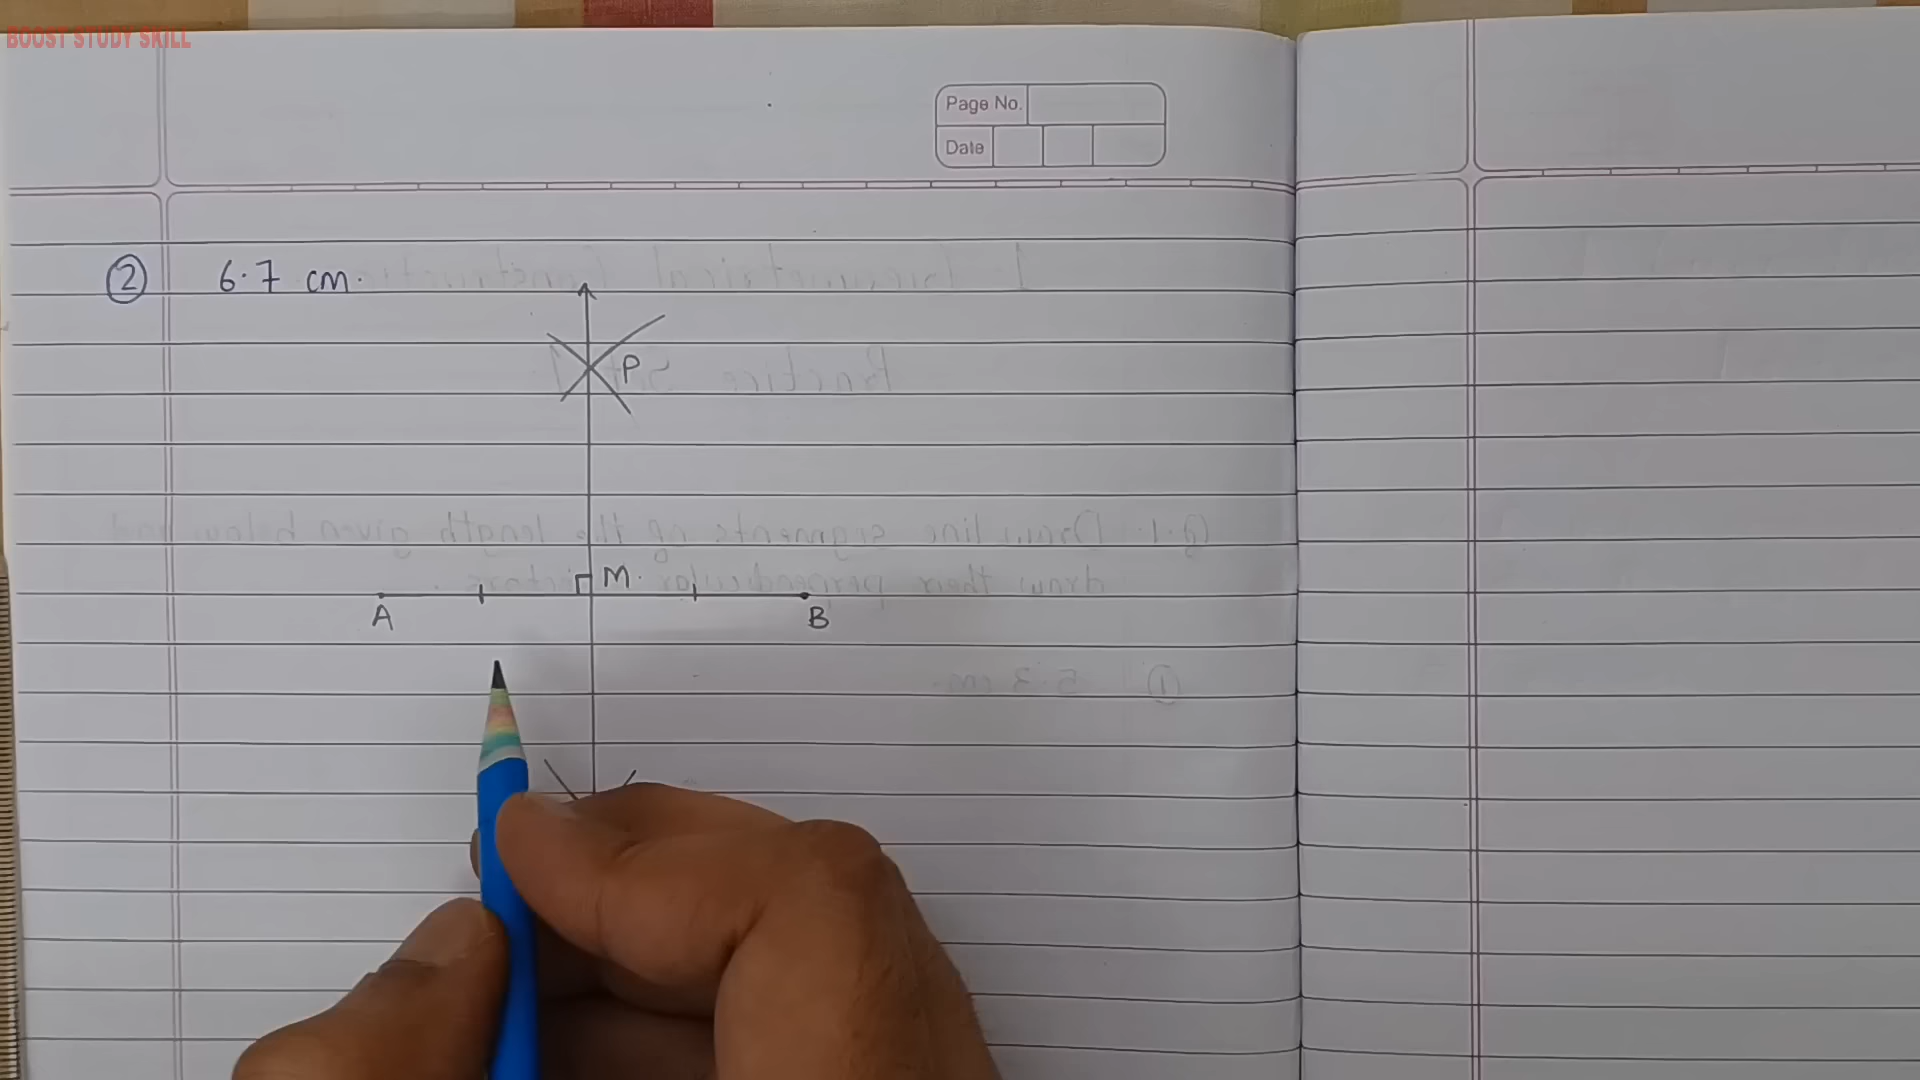 BOOST STUDY SKILL
Page No.
Date
② 6.7 cm.
P
M.
A
B